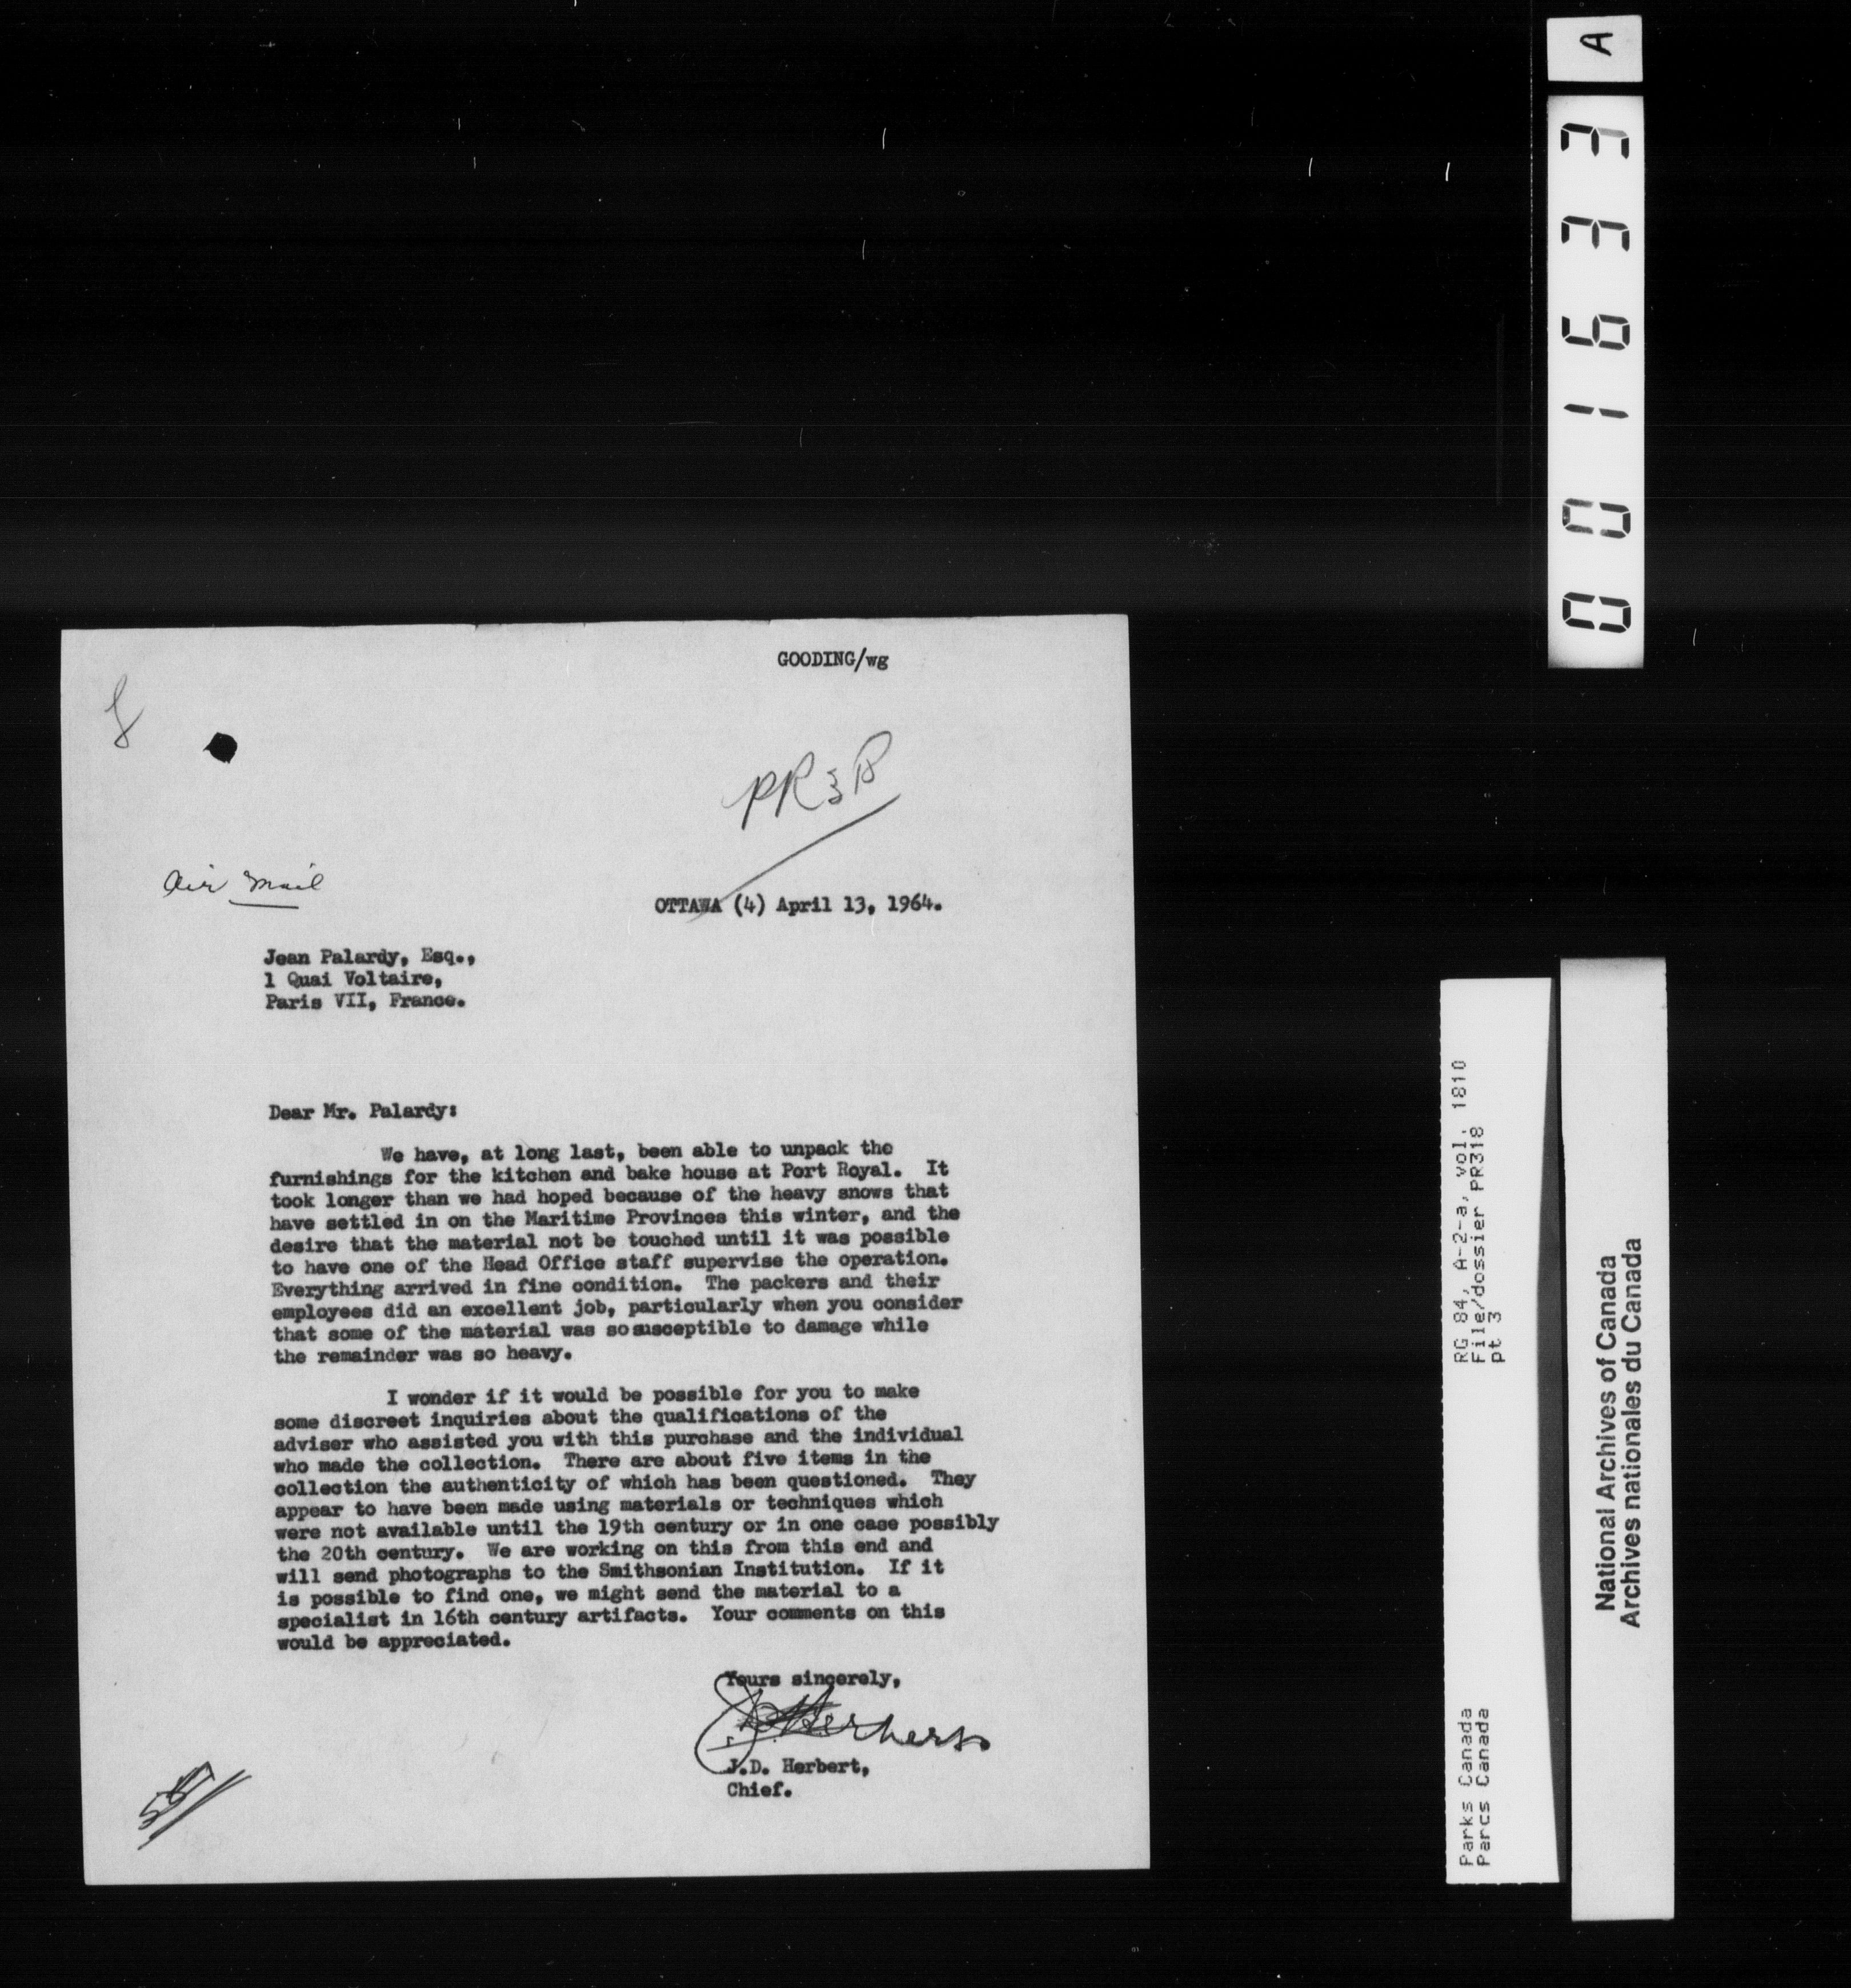 A
001633
GOODING/wg
PR3B
Air Mail
OTTAWA (4) April 13, 1964.
Jean Palardy, Esq.,
1 Quai Voltaire,
Paris VII, France.
Dear Mr. Palardy:
We have, at long last, been able to unpack the
furnishings for the kitchen and bake house at Port Royal. It
took longer than we had hoped because of the heavy snows that
have settled in on the Maritime Provinces this winter, and the
desire that the material not be touched until it was possible
to have one of the Head Office staff supervise the operation.
Everything arrived in fine condition. The packers and their
employees did an excellent job, particularly when you consider
that some of the material was so susceptible to damage while
the remainder was so heavy.
I wonder if it would be possible for you to make
some discreet inquiries about the qualifications of the
adviser who assisted you with this purchase and the individual
who made the collection. There are about five items in the
collection the authenticity of which has been questioned. They
appear to have been made using materials or techniques which
were not available until the 19th century or in one case possibly
the 20th century. We are working on this from this end and
will send photographs to the Smithsonian Institution. If it
is possible to find one, we might send the material to a
specialist in 16th century artifacts. Your comments on this
would be appreciated.
Yours sincerely,
J.D. Herbert,
Chief.
RG 84, A-2-a, vol. 1810
File/dossier PR318
pt 3
Parks Canada
Parcs Canada
National Archives of Canada
Archives nationales du Canada